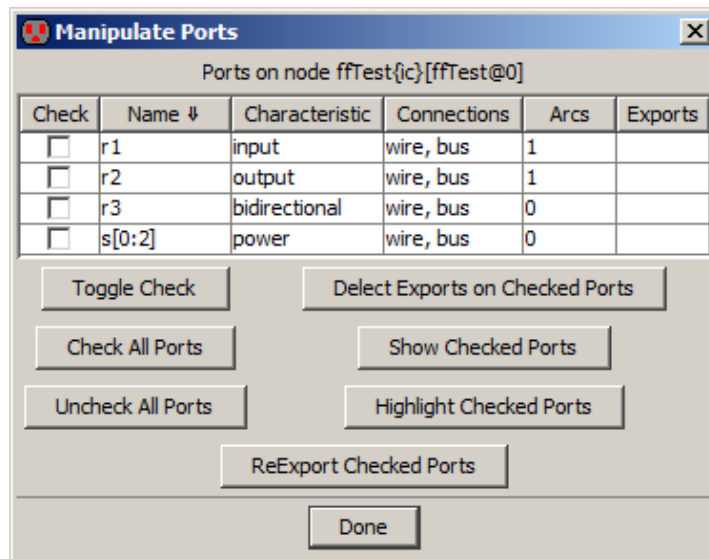 Manipulate Ports
Ports on node ffTest{ic}[ffTest@0]
Check Name ⇓ Characteristic Connections Arcs Exports
r1 input wire, bus 1
r2 output wire, bus 1
r3 bidirectional wire, bus 0
s[0:2] power wire, bus 0
Toggle Check Delect Exports on Checked Ports
Check All Ports Show Checked Ports
Uncheck All Ports Highlight Checked Ports
ReExport Checked Ports
Done